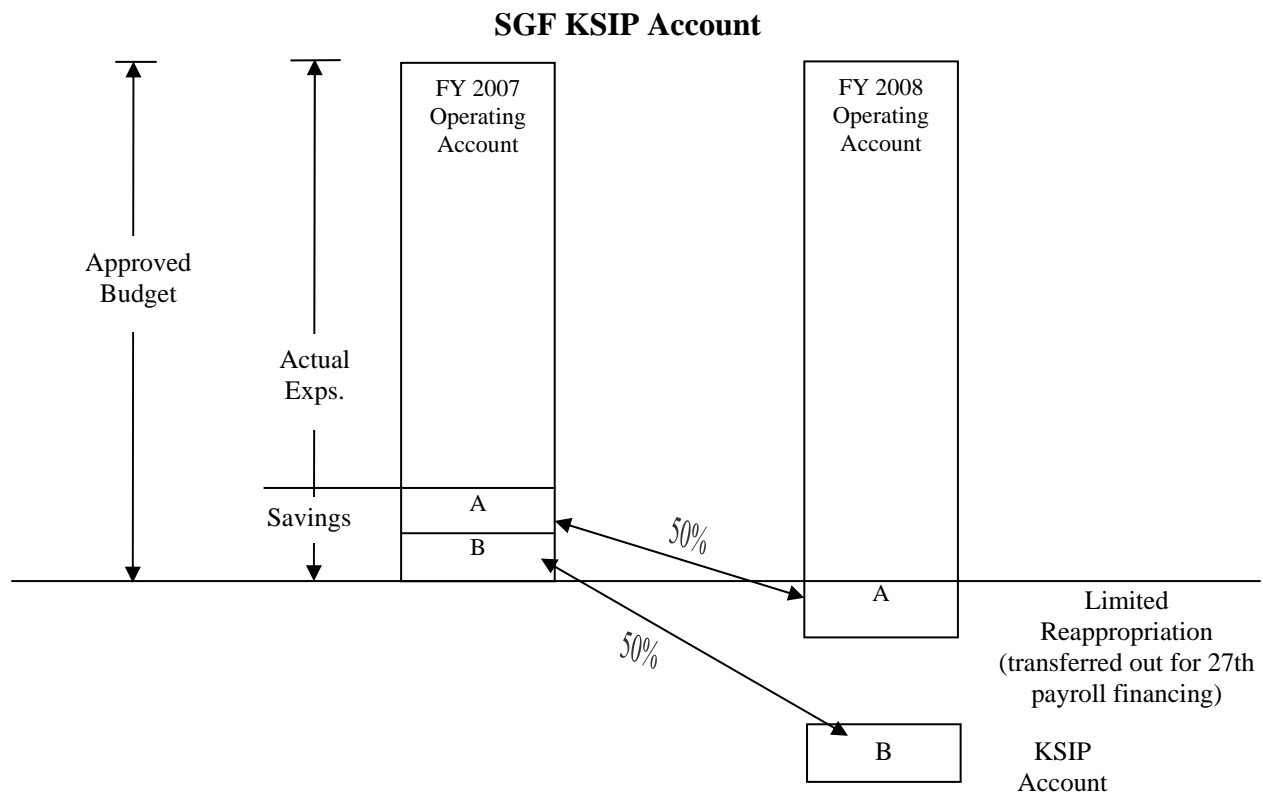 SGF KSIP Account
FY 2007
Operating
Account
FY 2008
Operating
Account
Approved
Budget
Actual
Exps.
Savings
A
B
50%
50%
A
Limited
Reappropriation
(transferred out for 27th
payroll financing)
B
KSIP
Account